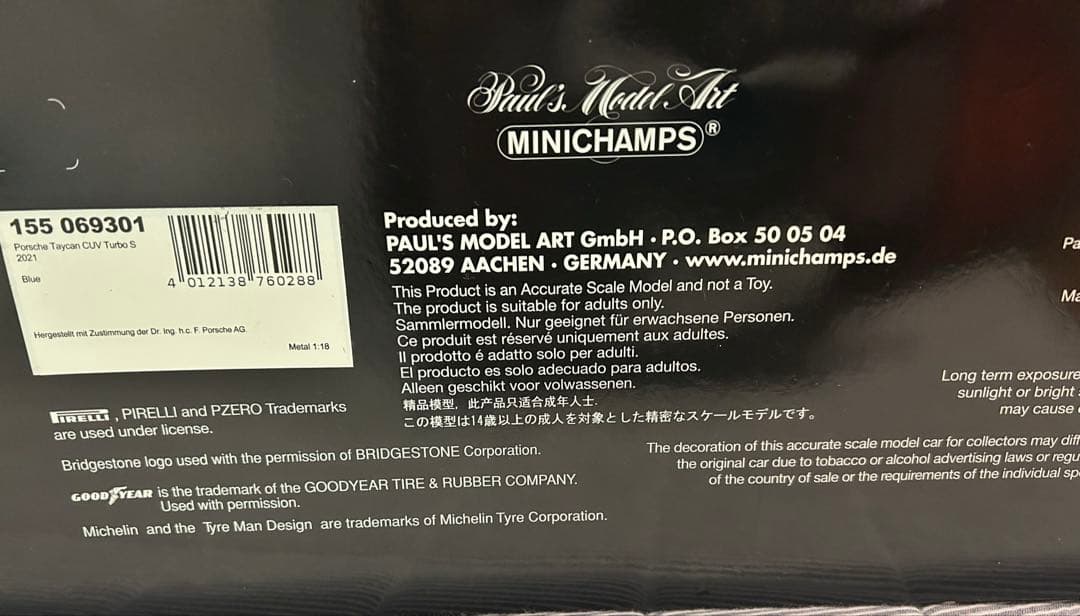 Paul's Model Art
MINICHAMPS®
155 069301
Porsche Taycan CUV Turbo S
2021
Blue
4 012138 760288
Hergestellt mit Zustimmung der Dr. Ing. h.c. F. Porsche AG.
Metal 1:18
Produced by:
PAUL'S MODEL ART GmbH · P.O. Box 50 05 04
52089 AACHEN · GERMANY · www.minichamps.de
This Product is an Accurate Scale Model and not a Toy.
The product is suitable for adults only.
Sammlermodell. Nur geeignet für erwachsene Personen.
Ce produit est réservé uniquement aux adultes.
Il prodotto é adatto solo per adulti.
El producto es solo adecuado para adultos.
Alleen geschikt voor volwassenen.
精品模型，此产品只适合成年人士.
この模型は14歳以上の成人を対象とした精密なスケールモデルです。
PIRELLI, PIRELLI and PZERO Trademarks
are used under license.
Bridgestone logo used with the permission of BRIDGESTONE Corporation.
GOODYEAR is the trademark of the GOODYEAR TIRE & RUBBER COMPANY.
Used with permission.
Michelin and the Tyre Man Design are trademarks of Michelin Tyre Corporation.
Pa
Ma
Long term exposure
sunlight or bright
may cause
The decoration of this accurate scale model car for collectors may diff
the original car due to tobacco or alcohol advertising laws or regu
of the country of sale or the requirements of the individual sp